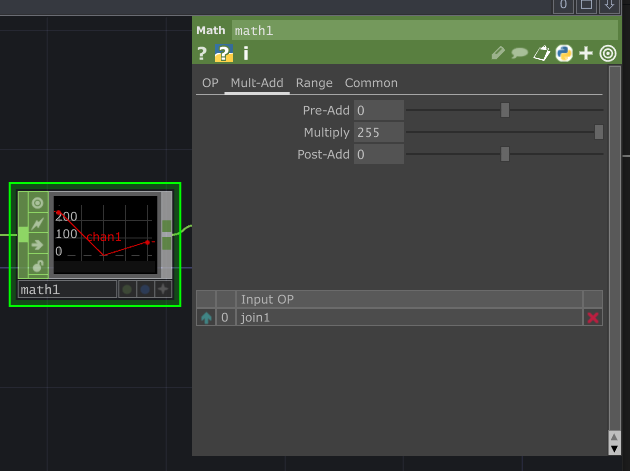 0
Math math1
? ? i
OP Mult-Add Range Common
Pre-Add 0
Multiply 255
Post-Add 0
200
100
chan1
0
math1
Input OP
0 join1